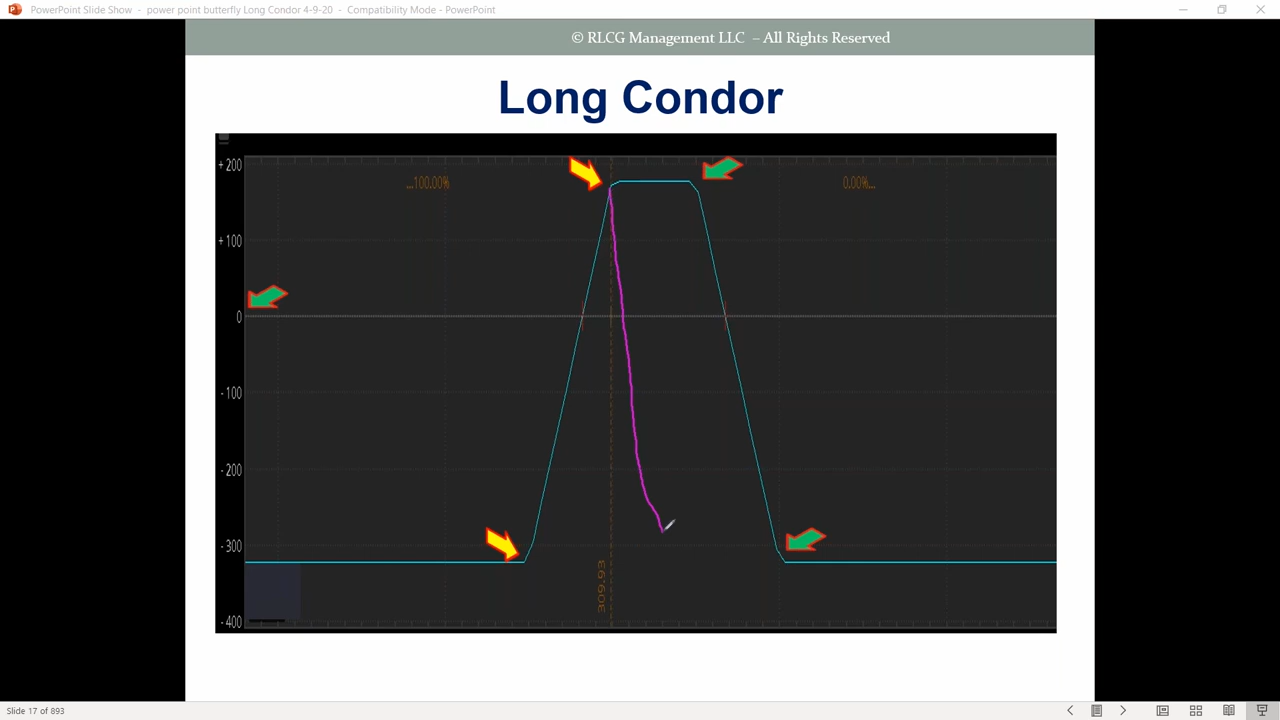 PowerPoint Slide Show - power point butterfly Long Condor 4-9-20 - Compatibility Mode - PowerPoint
© RLCG Management LLC – All Rights Reserved
Long Condor
+200
...100.00%
0.00%...
+100
0
-100
-200
-300
309.93
-400
Slide 17 of 893